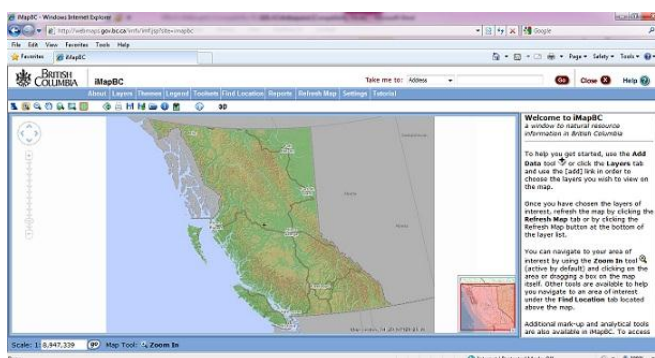 iMapBC - Windows Internet Explorer
http://webmaps.gov.bc.ca/imfx/imf.jsp?site=imapbc
Google
File Edit View Favorites Tools Help
Favorites iMapBC
Page Safety Tools
BRITISH COLUMBIA iMapBC Take me to: Address Go Close Help
About Layers Themes Legend Toolsets Find Location Reports Refresh Map Settings Tutorial
3D
Welcome to iMapBC
a window to natural resource
information in British Columbia
To help you get started, use the Add
Data tool or click the Layers tab
and use the [add] link in order to
choose the layers you wish to view on
the map.
Once you have chosen the layers of
interest, refresh the map by clicking the
Refresh Map tab or by clicking the
Refresh Map button at the bottom of
the layer list.
You can navigate to your area of
interest by using the Zoom In tool
(active by default) and clicking on the
area or dragging a box on the map
itself. Other tools are available to help
you navigate to an area of interest
under the Find Location tab located
above the map.
Additional mark-up and analytical tools
are also available in iMapBC. To access
Scale: 1: 8,947,339 go Map Tool: Zoom In